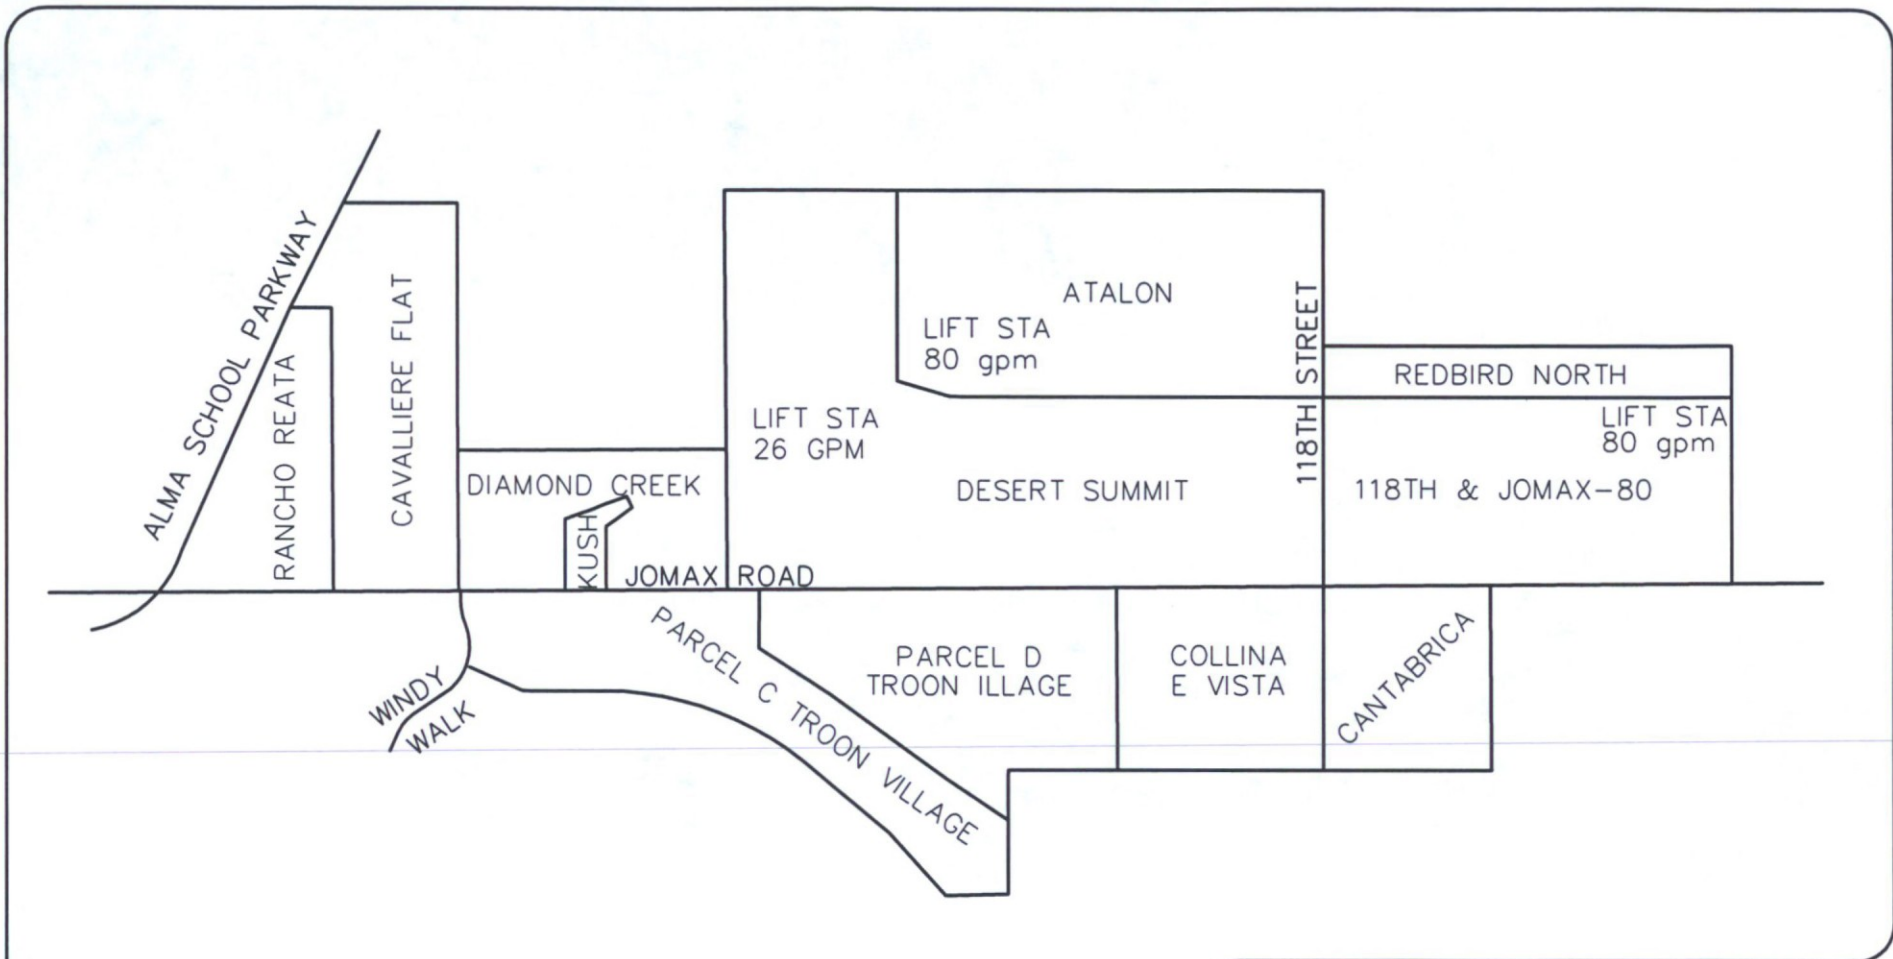 ALMA SCHOOL PARKWAY
RANCHO REATA
CAVALLIERE FLAT
DIAMOND CREEK
KUSH
JOMAX ROAD
LIFT STA
26 GPM
LIFT STA
80 gpm
ATALON
DESERT SUMMIT
118TH STREET
REDBIRD NORTH
LIFT STA
80 gpm
118TH & JOMAX-80
WINDY
WALK
PARCEL C TROON VILLAGE
PARCEL D
TROON ILLAGE
COLLINA
E VISTA
CANTABRICA